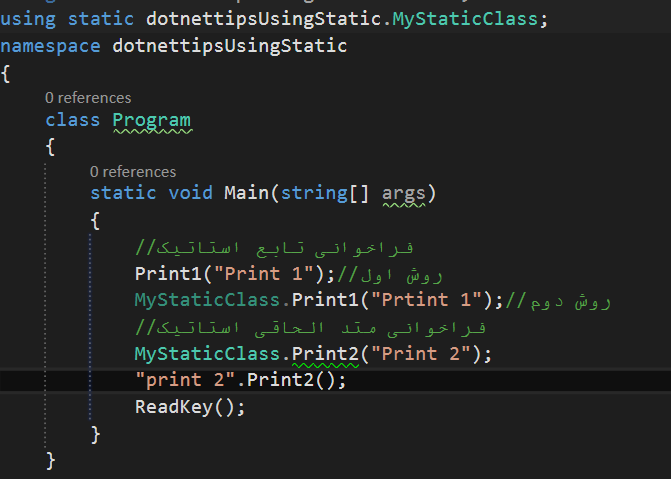 using static dotnettipsUsingStatic.MyStaticClass;
namespace dotnettipsUsingStatic
{
0 references
class Program
{
0 references
static void Main(string[] args)
{
//فراخوانی تابع استاتیک
Print1("Print 1");//روش اول
MyStaticClass.Print1("Prtint 1");//روش دوم
//فراخوانی متد الحاقی استاتیک
MyStaticClass.Print2("Print 2");
"print 2".Print2();
ReadKey();
}
}